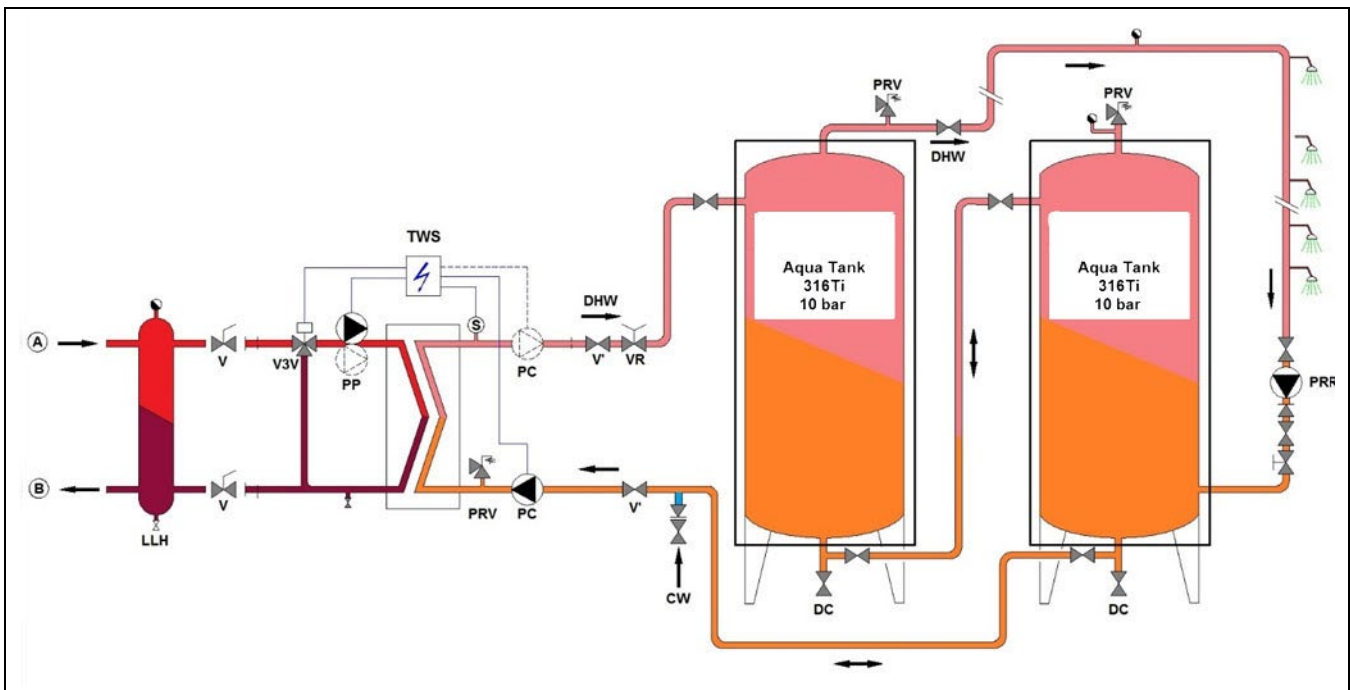 PRV
PRV
DHW
TWS
Aqua Tank
316Ti
10 bar
Aqua Tank
316Ti
10 bar
DHW
S
A
V
V3V
PP
PC
V'
VR
PRR
B
V
LLH
PRV
PC
V'
CW
DC
DC